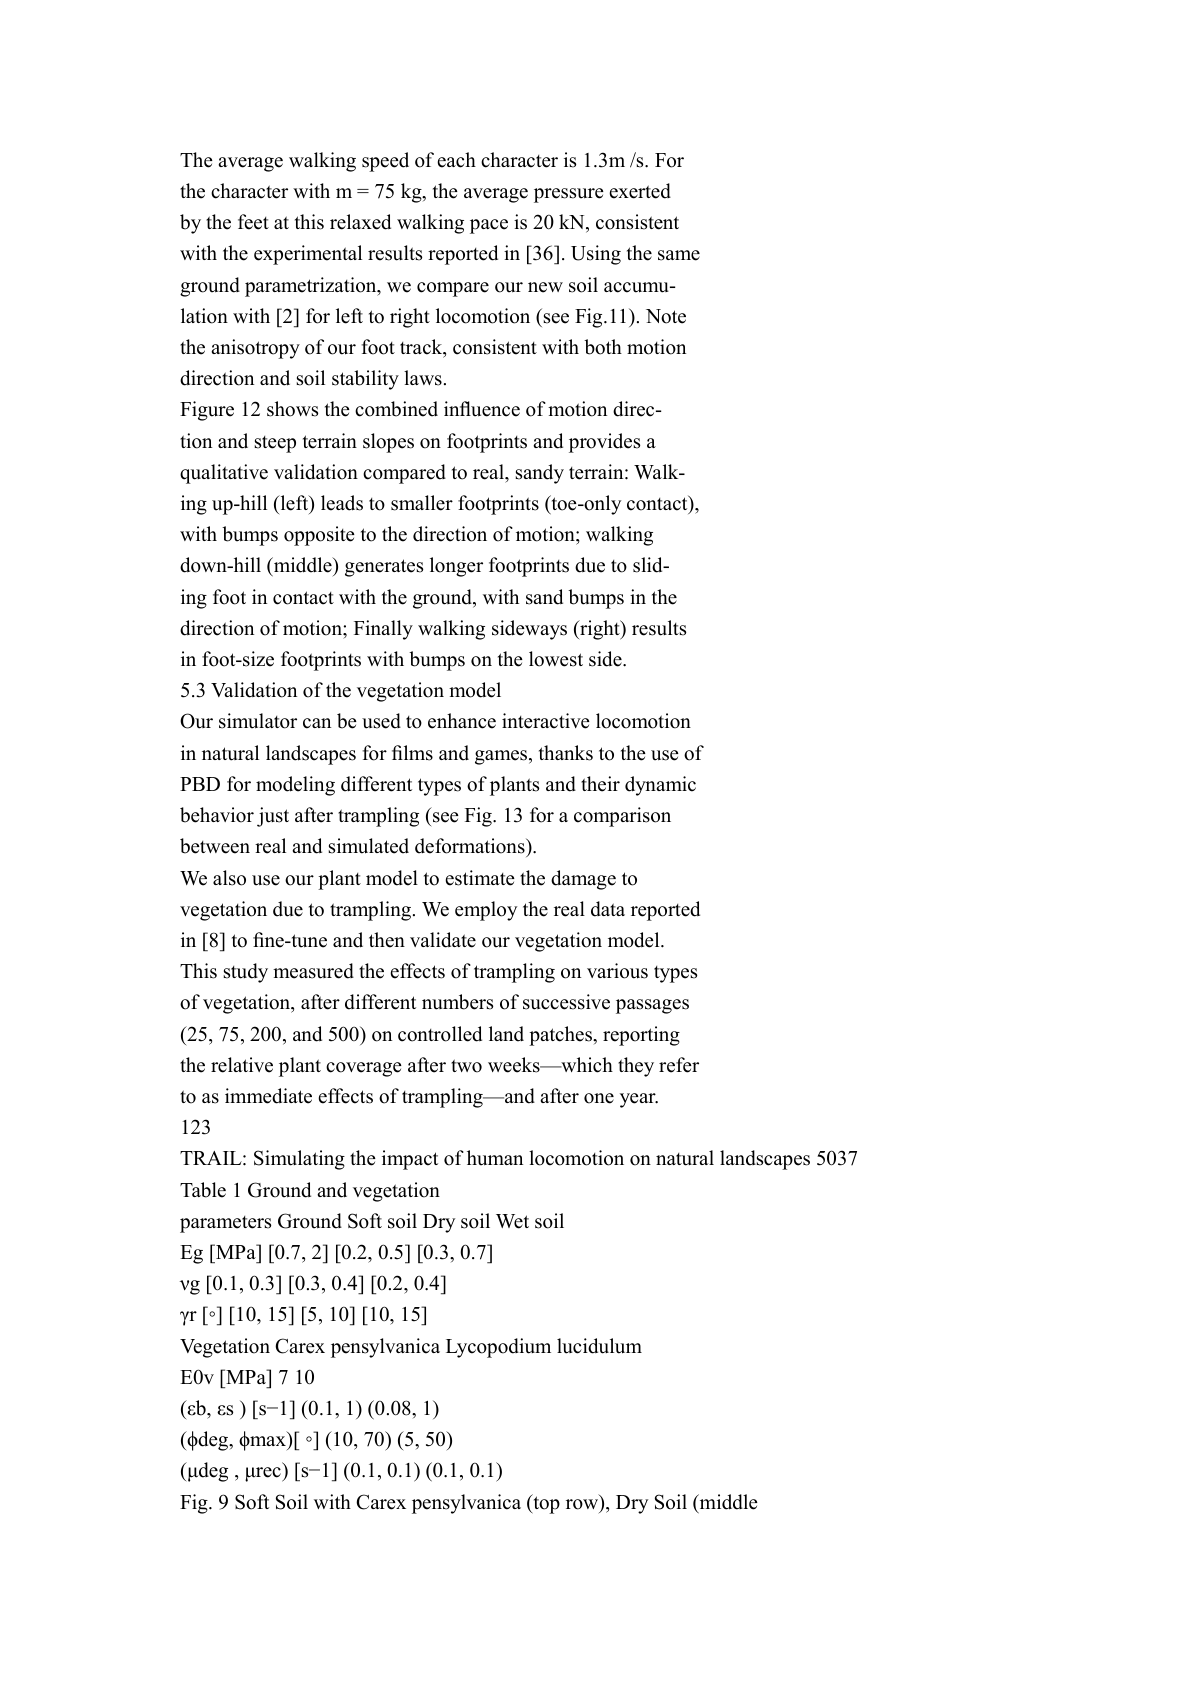 The average walking speed of each character is 1.3m /s. For
the character with m = 75 kg, the average pressure exerted
by the feet at this relaxed walking pace is 20 kN, consistent
with the experimental results reported in [36]. Using the same
ground parametrization, we compare our new soil accumu-
lation with [2] for left to right locomotion (see Fig.11). Note
the anisotropy of our foot track, consistent with both motion
direction and soil stability laws.
Figure 12 shows the combined influence of motion direc-
tion and steep terrain slopes on footprints and provides a
qualitative validation compared to real, sandy terrain: Walk-
ing up-hill (left) leads to smaller footprints (toe-only contact),
with bumps opposite to the direction of motion; walking
down-hill (middle) generates longer footprints due to slid-
ing foot in contact with the ground, with sand bumps in the
direction of motion; Finally walking sideways (right) results
in foot-size footprints with bumps on the lowest side.
5.3 Validation of the vegetation model
Our simulator can be used to enhance interactive locomotion
in natural landscapes for films and games, thanks to the use of
PBD for modeling different types of plants and their dynamic
behavior just after trampling (see Fig. 13 for a comparison
between real and simulated deformations).
We also use our plant model to estimate the damage to
vegetation due to trampling. We employ the real data reported
in [8] to fine-tune and then validate our vegetation model.
This study measured the effects of trampling on various types
of vegetation, after different numbers of successive passages
(25, 75, 200, and 500) on controlled land patches, reporting
the relative plant coverage after two weeks—which they refer
to as immediate effects of trampling—and after one year.
123
TRAIL: Simulating the impact of human locomotion on natural landscapes 5037
Table 1 Ground and vegetation
parameters Ground Soft soil Dry soil Wet soil
Eg [MPa] [0.7, 2] [0.2, 0.5] [0.3, 0.7]
νg [0.1, 0.3] [0.3, 0.4] [0.2, 0.4]
γr [◦] [10, 15] [5, 10] [10, 15]
Vegetation Carex pensylvanica Lycopodium lucidulum
E0v [MPa] 7 10
(εb, εs ) [s−1] (0.1, 1) (0.08, 1)
(ϕdeg, ϕmax)[ ◦] (10, 70) (5, 50)
(μdeg , μrec) [s−1] (0.1, 0.1) (0.1, 0.1)
Fig. 9 Soft Soil with Carex pensylvanica (top row), Dry Soil (middle